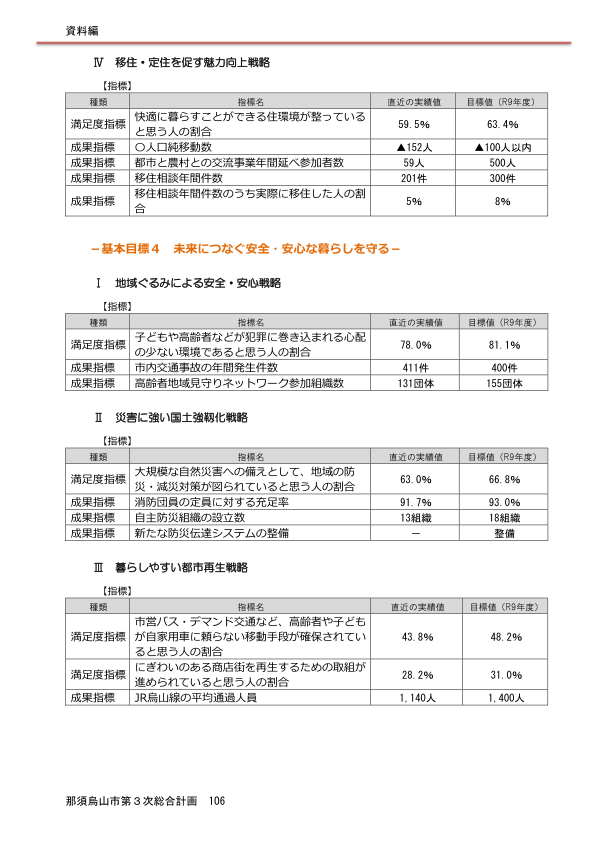 資料編
Ⅳ 移住・定住を促す魅力向上戦略
【指標】
種類 指標名 直近の実績値 目標値（R9年度）
満足度指標 快適に暮らすことができる住環境が整っている
と思う人の割合 59.5% 63.4%
成果指標 〇人口純移動数 ▲152人 ▲100人以内
成果指標 都市と農村との交流事業年間延べ参加者数 59人 500人
成果指標 移住相談年間件数 201件 300件
成果指標 移住相談年間件数のうち実際に移住した人の割
合 5% 8%
－基本目標４ 未来につなぐ安全・安心な暮らしを守る－
Ⅰ 地域ぐるみによる安全・安心戦略
【指標】
種類 指標名 直近の実績値 目標値（R9年度）
満足度指標 子どもや高齢者などが犯罪に巻き込まれる心配
の少ない環境であると思う人の割合 78.0% 81.1%
成果指標 市内交通事故の年間発生件数 411件 400件
成果指標 高齢者地域見守りネットワーク参加組織数 131団体 155団体
Ⅱ 災害に強い国土強靱化戦略
【指標】
種類 指標名 直近の実績値 目標値（R9年度）
満足度指標 大規模な自然災害への備えとして、地域の防
災・減災対策が図られていると思う人の割合 63.0% 66.8%
成果指標 消防団員の定員に対する充足率 91.7% 93.0%
成果指標 自主防災組織の設立数 13組織 18組織
成果指標 新たな防災伝達システムの整備 － 整備
Ⅲ 暮らしやすい都市再生戦略
【指標】
種類 指標名 直近の実績値 目標値（R9年度）
満足度指標 市営バス・デマンド交通など、高齢者や子ども
が自家用車に頼らない移動手段が確保されてい
ると思う人の割合 43.8% 48.2%
満足度指標 にぎわいのある商店街を再生するための取組が
進められていると思う人の割合 28.2% 31.0%
成果指標 JR烏山線の平均通過人員 1,140人 1,400人
那須烏山市第３次総合計画 106